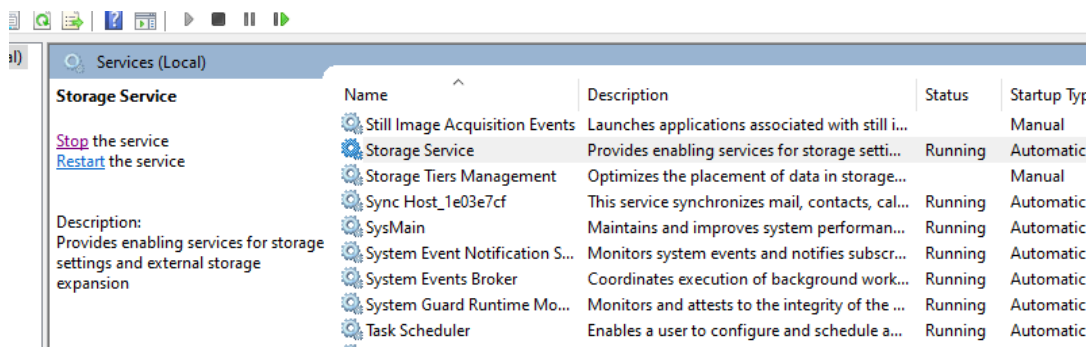 al)
Services (Local)
Storage Service
Stop the service
Restart the service
Description:
Provides enabling services for storage
settings and external storage
expansion
Name Description Status Startup Typ
Still Image Acquisition Events Launches applications associated with still i... Manual
Storage Service Provides enabling services for storage setti... Running Automatic
Storage Tiers Management Optimizes the placement of data in storage... Manual
Sync Host_1e03e7cf This service synchronizes mail, contacts, cal... Running Automatic
SysMain Maintains and improves system performan... Running Automatic
System Event Notification S... Monitors system events and notifies subscr... Running Automatic
System Events Broker Coordinates execution of background work... Running Automatic
System Guard Runtime Mo... Monitors and attests to the integrity of the ... Running Automatic
Task Scheduler Enables a user to configure and schedule a... Running Automatic